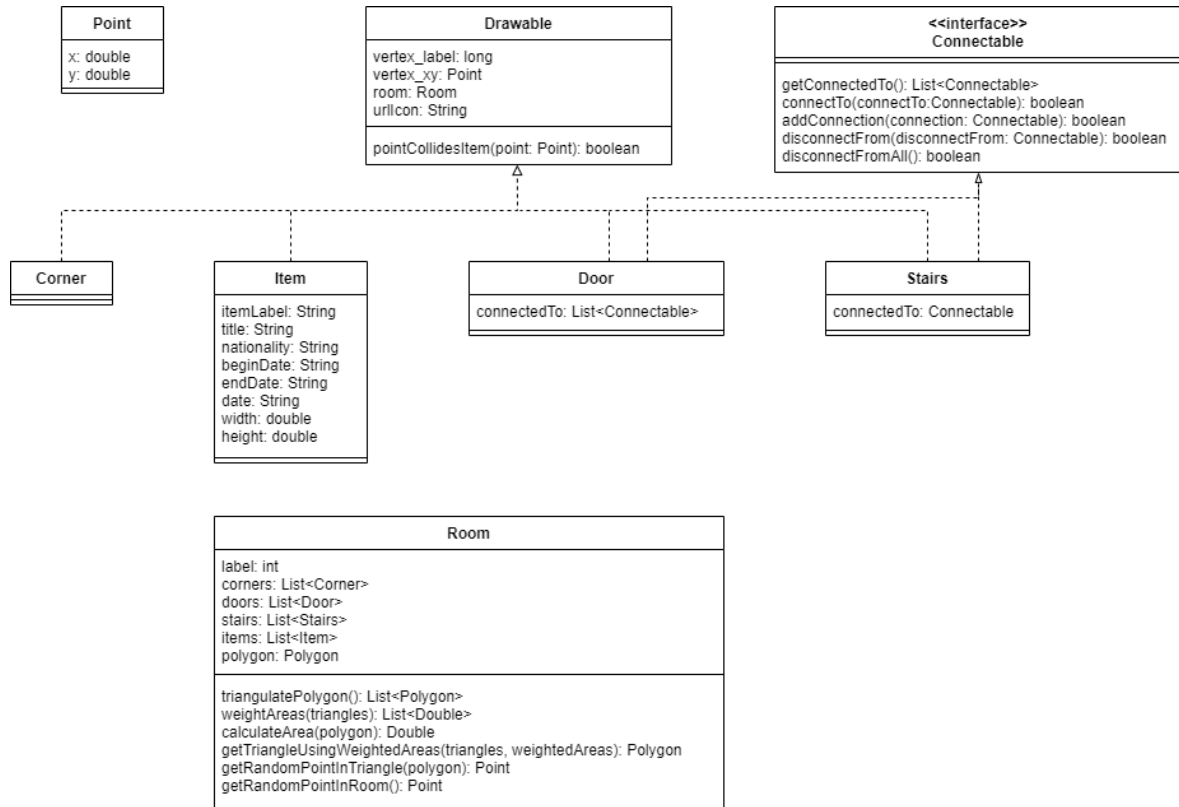 Point
x: double
y: double
Drawable
vertex_label: long
vertex_xy: Point
room: Room
urlIcon: String
pointCollidesItem(point: Point): boolean
<<interface>>
Connectable
getConnectedTo(): List<Connectable>
connectTo(connectTo:Connectable): boolean
addConnection(connection: Connectable): boolean
disconnectFrom(disconnectFrom: Connectable): boolean
disconnectFromAll(): boolean
Corner
Item
itemLabel: String
title: String
nationality: String
beginDate: String
endDate: String
date: String
width: double
height: double
Door
connectedTo: List<Connectable>
Stairs
connectedTo: Connectable
Room
label: int
corners: List<Corner>
doors: List<Door>
stairs: List<Stairs>
items: List<Item>
polygon: Polygon
triangulatePolygon(): List<Polygon>
weightAreas(triangles): List<Double>
calculateArea(polygon): Double
getTriangleUsingWeightedAreas(triangles, weightedAreas): Polygon
getRandomPointInTriangle(polygon): Point
getRandomPointInRoom(): Point